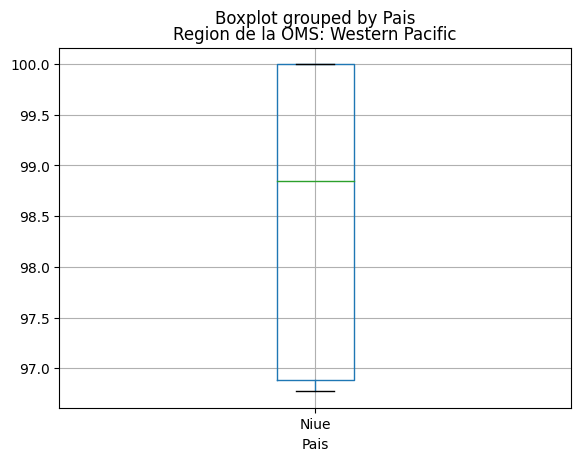 Boxplot grouped by Pais
Region de la OMS: Western Pacific
100.0
99.5
99.0
98.5
98.0
97.5
97.0
Niue
Pais